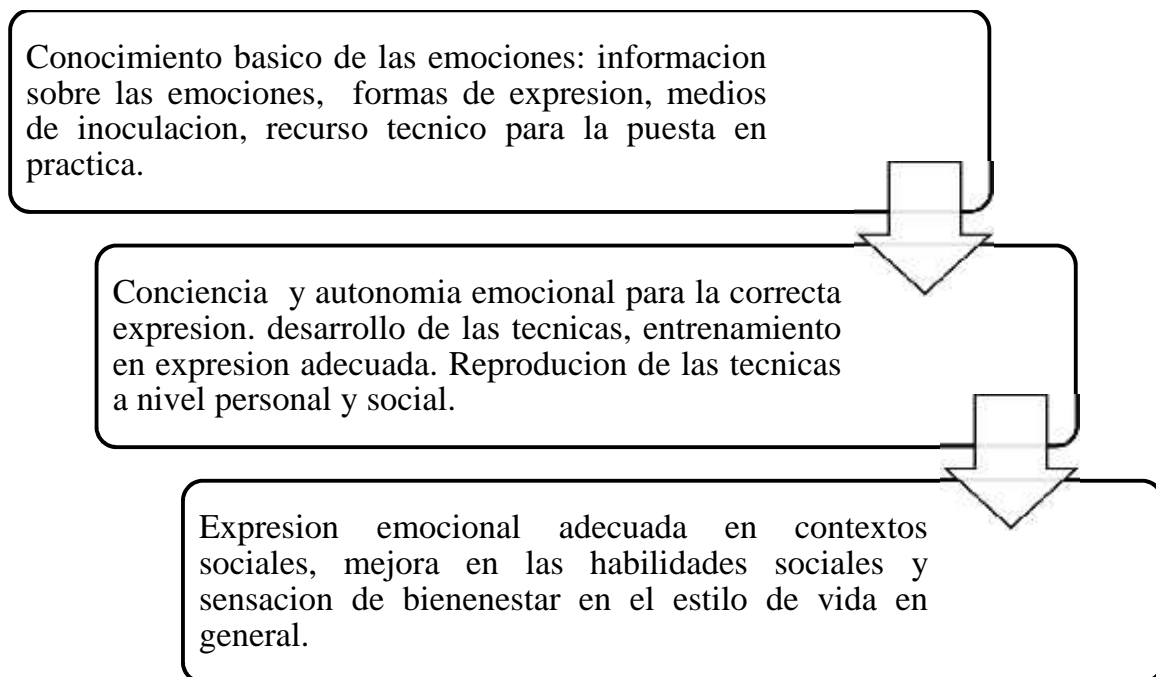 Conocimiento basico de las emociones: informacion
sobre las emociones, formas de expresion, medios
de inoculacion, recurso tecnico para la puesta en
practica.
Conciencia y autonomia emocional para la correcta
expresion. desarrollo de las tecnicas, entrenamiento
en expresion adecuada. Reproducion de las tecnicas
a nivel personal y social.
Expresion emocional adecuada en contextos
sociales, mejora en las habilidades sociales y
sensacion de bienenestar en el estilo de vida en
general.